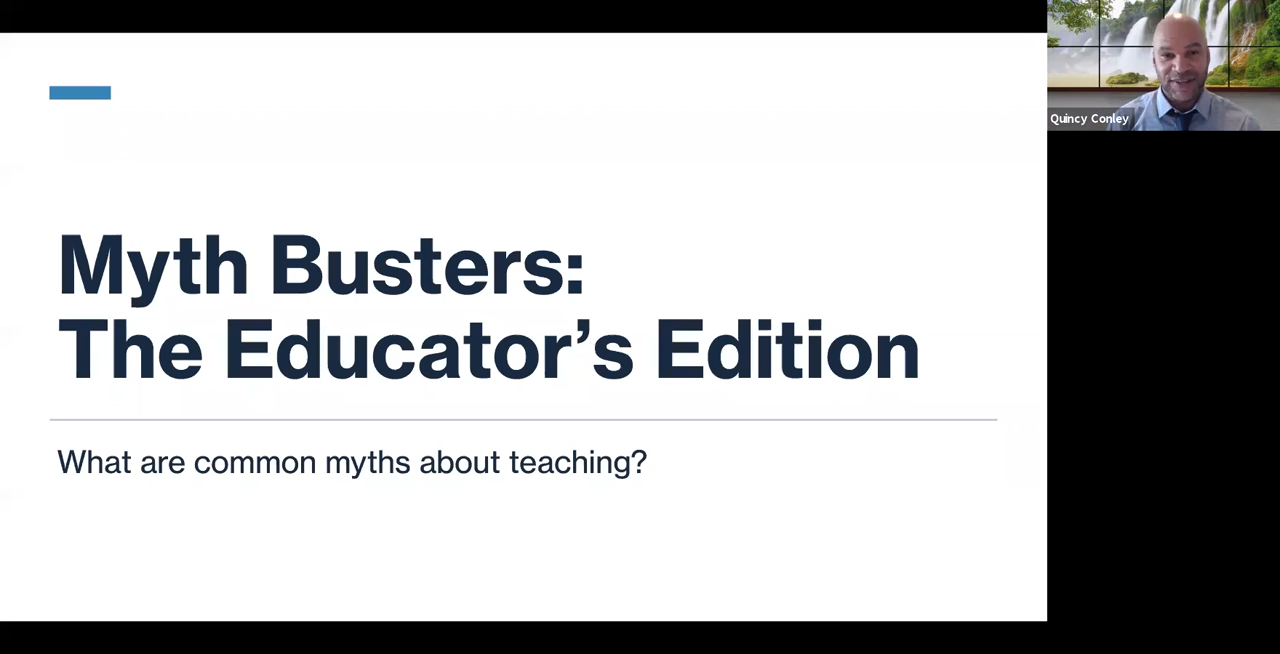 Myth Busters:
The Educator’s Edition
What are common myths about teaching?
Quincy Conley